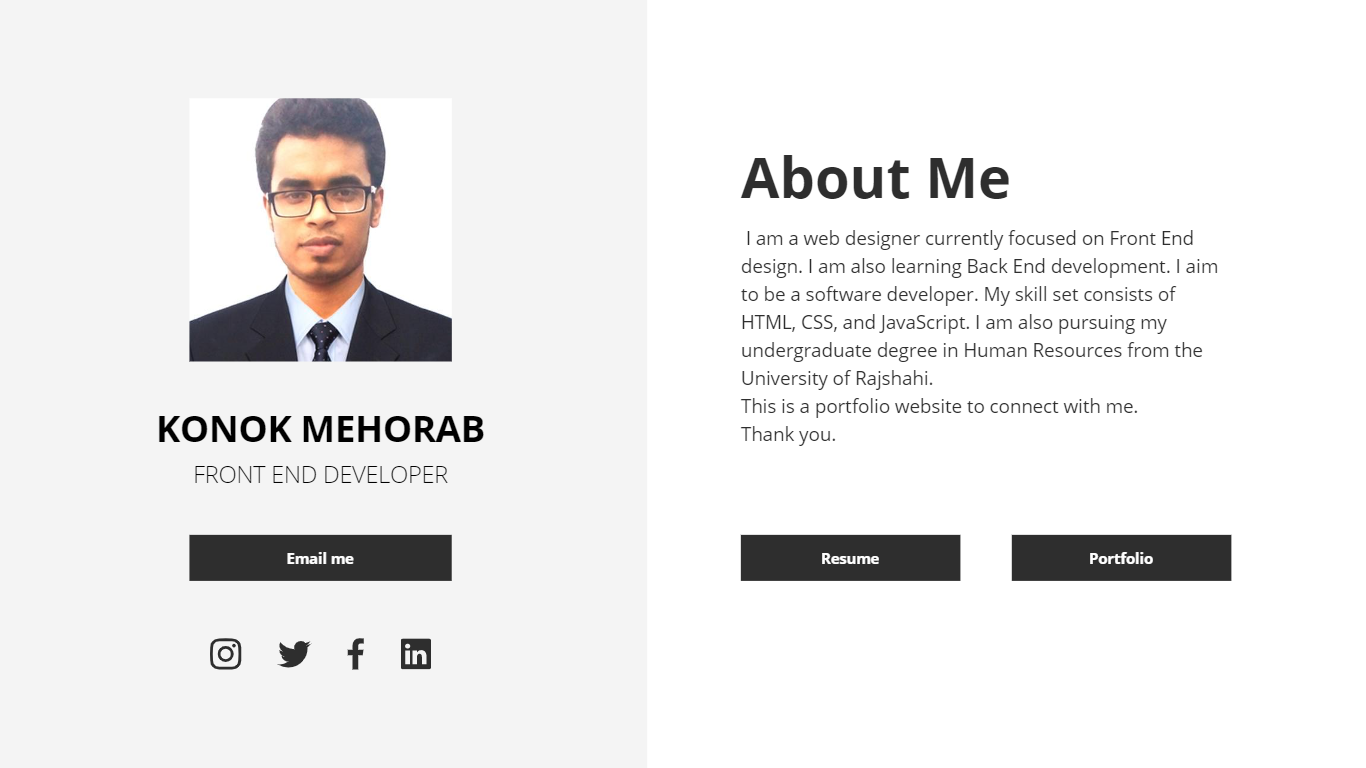 KONOK MEHORAB
FRONT END DEVELOPER
Email me
About Me
I am a web designer currently focused on Front End
design. I am also learning Back End development. I aim
to be a software developer. My skill set consists of
HTML, CSS, and JavaScript. I am also pursuing my
undergraduate degree in Human Resources from the
University of Rajshahi.
This is a portfolio website to connect with me.
Thank you.
Resume
Portfolio